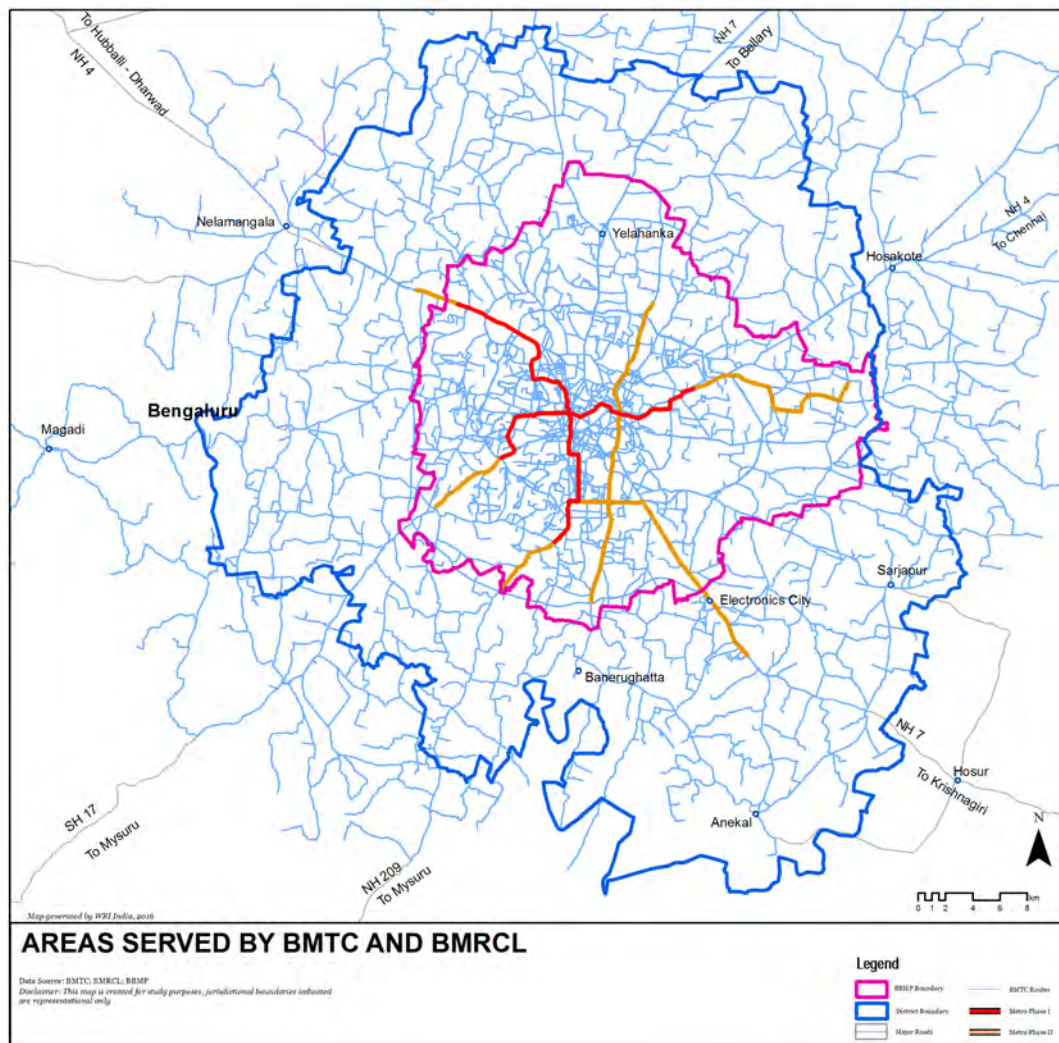 To Hubballi - Dharwad
NH 4
NH 7
To Bellary
Nelamangala
Yelahanka
NH 4
To Chennai
Hosakote
Bengaluru
Magadi
Sarjapur
Electronics City
Banerughatta
NH 7
Hosur
To Krishnagiri
SH 17
To Mysuru
Anekal
N
NH 209
To Mysuru
0 1 2 4 6 8 km
Map generated by WRI India, 2016
AREAS SERVED BY BMTC AND BMRCL
Data Source: BMTC; BMRCL; BBMP
Disclaimer: This map is created for study purposes, jurisdictional boundaries indicated
are representational only
Legend
BBMP Boundary
BMTC Routes
District Boundary
Metro Phase I
Major Roads
Metro Phase II